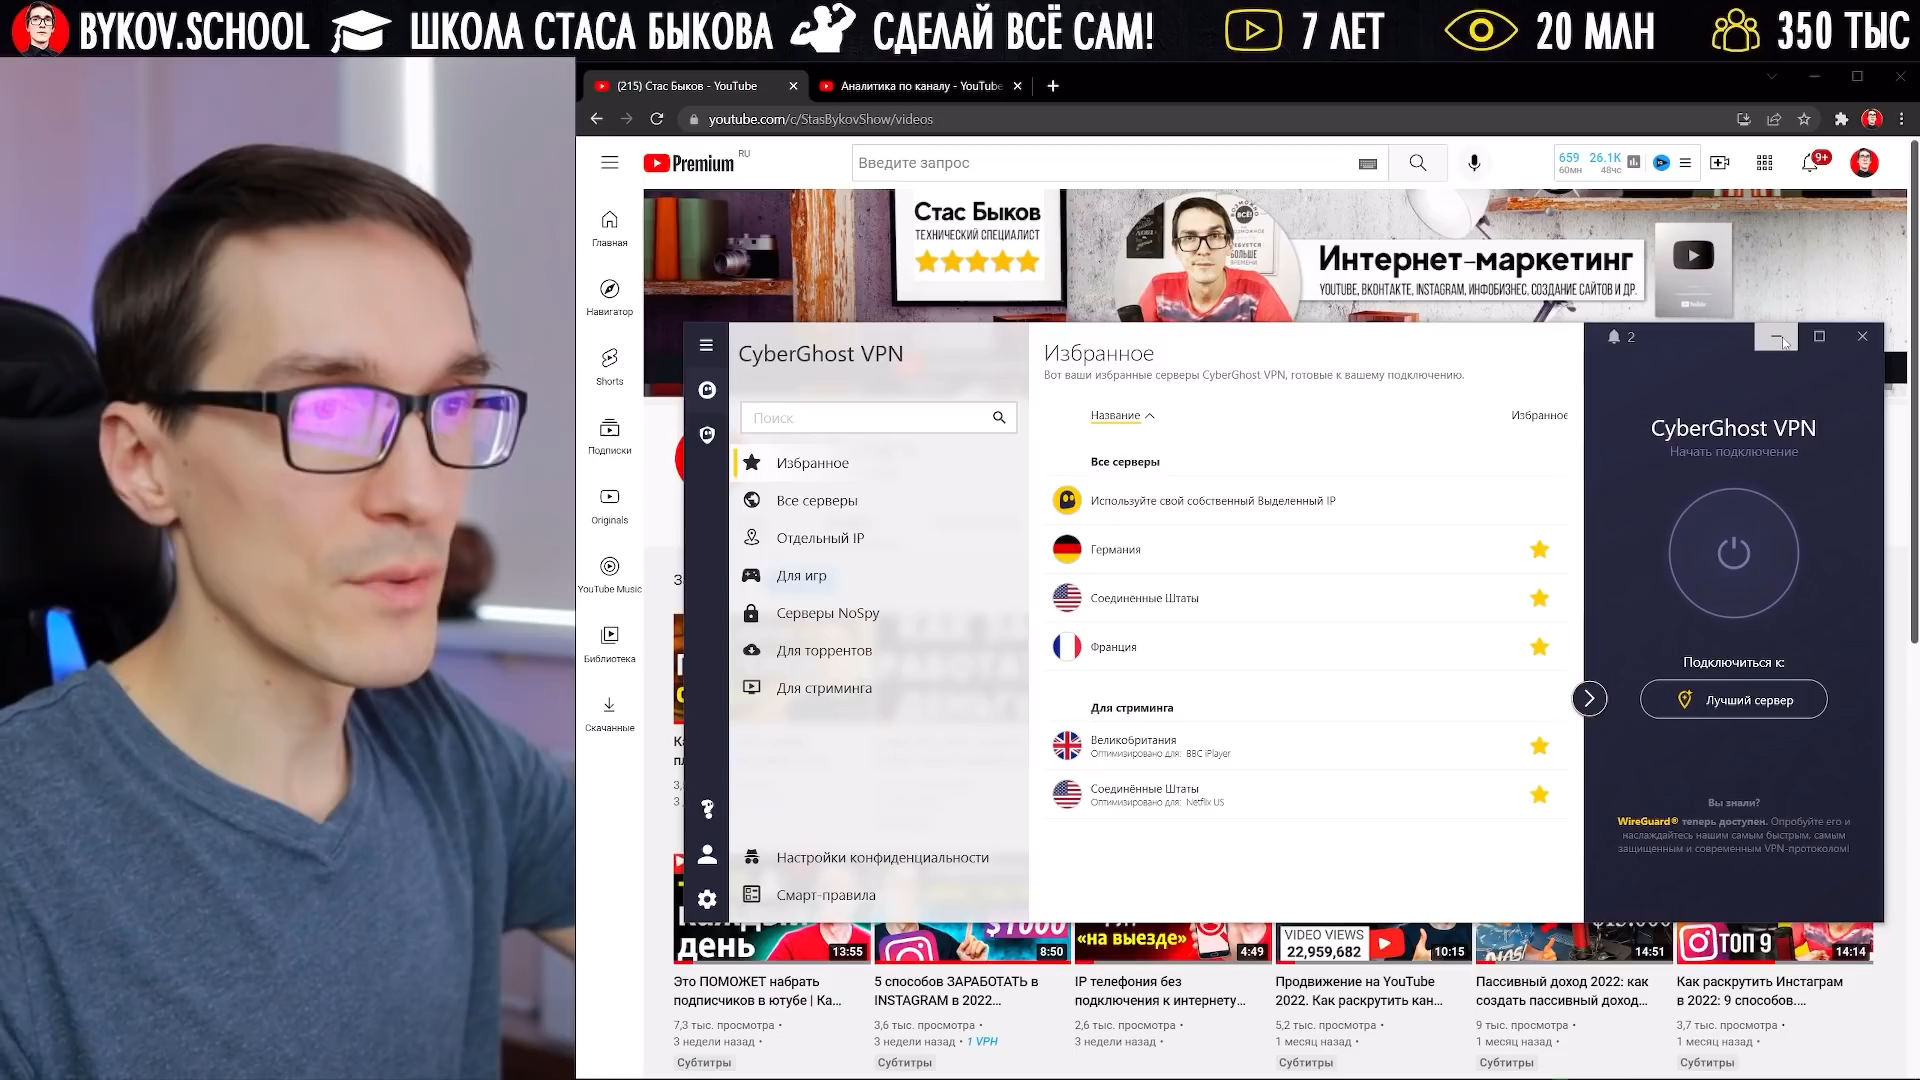 BYKOV.SCHOOL
ШКОЛА СТАСА БЫКОВА
СДЕЛАЙ ВСЁ САМ!
7 ЛЕТ
20 МЛН
350 ТЫС
(215) Стас Быков - YouTube
Аналитика по каналу - YouTube
youtube.com/c/StasBykovShow/videos
Premium
RU
Введите запрос
659
60мн
26.1K
48чс
9+
Главная
Навигатор
Shorts
Подписки
Originals
YouTube Music
Библиотека
Скачанные
Стас Быков
ТЕХНИЧЕСКИЙ СПЕЦИАЛИСТ
Интернет-маркетинг
YOUTUBE, ВКОНТАКТЕ, INSTAGRAM, ИНФОБИЗНЕС, СОЗДАНИЕ САЙТОВ И ДР.
CyberGhost VPN
Поиск
Избранное
Все серверы
Отдельный IP
Для игр
Серверы NoSpy
Для торрентов
Для стриминга
Настройки конфиденциальности
Смарт-правила
Избранное
Вот ваши избранные серверы CyberGhost VPN, готовые к вашему подключению.
Название
Избранное
Все серверы
Используйте свой собственный Выделенный IP
Германия
Соединённые Штаты
Франция
Для стриминга
Великобритания
Оптимизировано для: BBC iPlayer
Соединённые Штаты
Оптимизировано для: Netflix US
2
CyberGhost VPN
Начать подключение
Подключиться к:
Лучший сервер
Вы знали?
WireGuard® теперь доступен. Опробуйте его и
наслаждайтесь нашим самым быстрым, самым
защищенным и современным VPN-протоколом!
день
13:55
$1000
8:50
«на выезде»
4:49
VIDEO VIEWS
22,959,682
10:15
14:51
ТОП 9
14:14
Это ПОМОЖЕТ набрать
подписчиков в ютубе | Ка...
7,3 тыс. просмотра •
3 недели назад •
Субтитры
5 способов ЗАРАБОТАТЬ в
INSTAGRAM в 2022...
3,6 тыс. просмотра •
3 недели назад • 1 VPH
Субтитры
IP телефония без
подключения к интернету...
2,6 тыс. просмотра •
3 недели назад •
Продвижение на YouTube
2022. Как раскрутить кан...
5,2 тыс. просмотра •
1 месяц назад •
Субтитры
Пассивный доход 2022: как
создать пассивный доход...
9 тыс. просмотра •
1 месяц назад •
Субтитры
Как раскрутить Инстаграм
в 2022: 9 способов....
3,7 тыс. просмотра •
1 месяц назад •
Субтитры